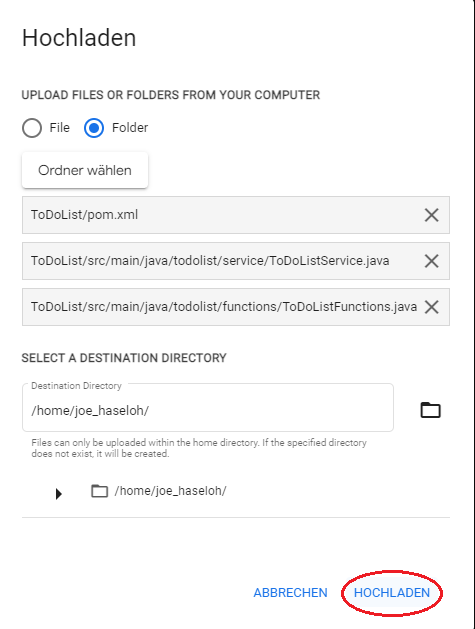 Hochladen
UPLOAD FILES OR FOLDERS FROM YOUR COMPUTER
File Folder
Ordner wählen
ToDoList/pom.xml
ToDoList/src/main/java/todolist/service/ToDoListService.java
ToDoList/src/main/java/todolist/functions/ToDoListFunctions.java
SELECT A DESTINATION DIRECTORY
Destination Directory
/home/joe_haseloh/
Files can only be uploaded within the home directory. If the specified directory
does not exist, it will be created.
/home/joe_haseloh/
ABBRECHEN HOCHLADEN